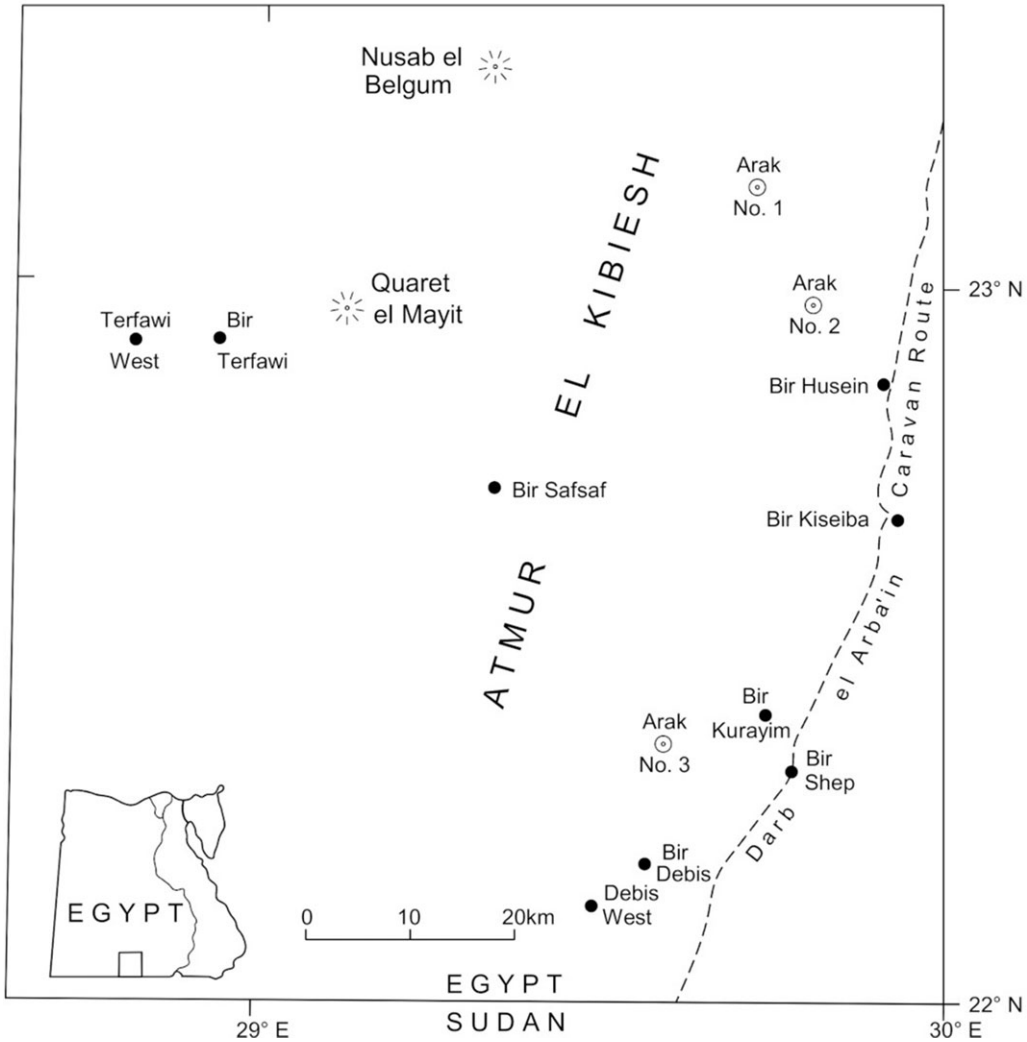 Nusab el
Belgum
Arak
No. 1
Quaret
el Mayit
Arak
No. 2
23° N
Terfawi
West
Bir
Terfawi
ATMUR EL KIBIESH
Bir Husein
Bir Safsaf
Bir Kiseiba
Darb el Arba'in Caravan Route
Bir
Kurayim
Arak
No. 3
Bir
Shep
Bir
Debis
Debis
West
EGYPT
0 10 20km
EGYPT
SUDAN
22° N
29° E
30° E